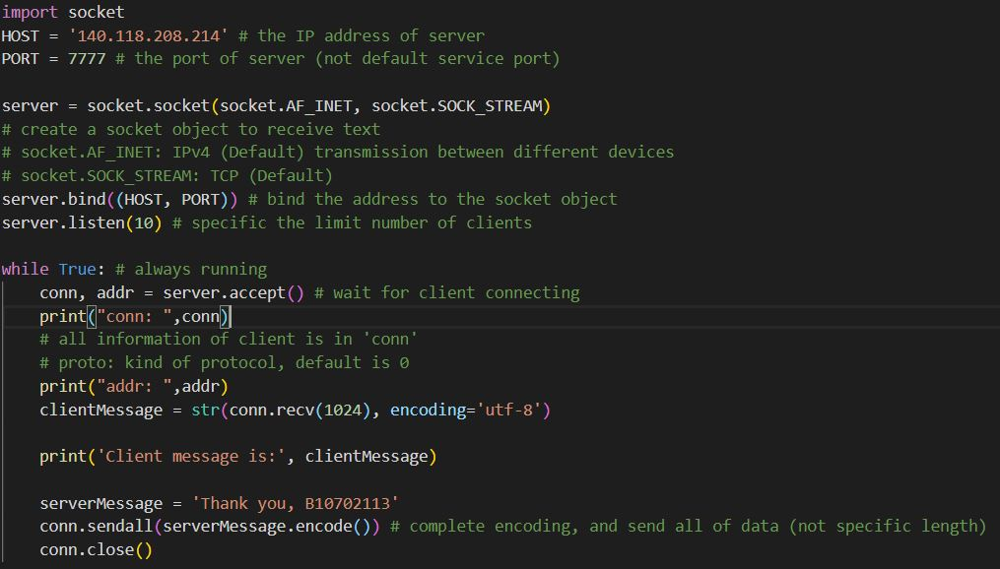 import socket
HOST = '140.118.208.214' # the IP address of server
PORT = 7777 # the port of server (not default service port)
server = socket.socket(socket.AF_INET, socket.SOCK_STREAM)
# create a socket object to receive text
# socket.AF_INET: IPv4 (Default) transmission between different devices
# socket.SOCK_STREAM: TCP (Default)
server.bind((HOST, PORT)) # bind the address to the socket object
server.listen(10) # specific the limit number of clients
while True: # always running
    conn, addr = server.accept() # wait for client connecting
    print("conn: ",conn)
    # all information of client is in 'conn'
    # proto: kind of protocol, default is 0
    print("addr: ",addr)
    clientMessage = str(conn.recv(1024), encoding='utf-8')
    print('Client message is:', clientMessage)
    serverMessage = 'Thank you, B10702113'
    conn.sendall(serverMessage.encode()) # complete encoding, and send all of data (not specific length)
    conn.close()